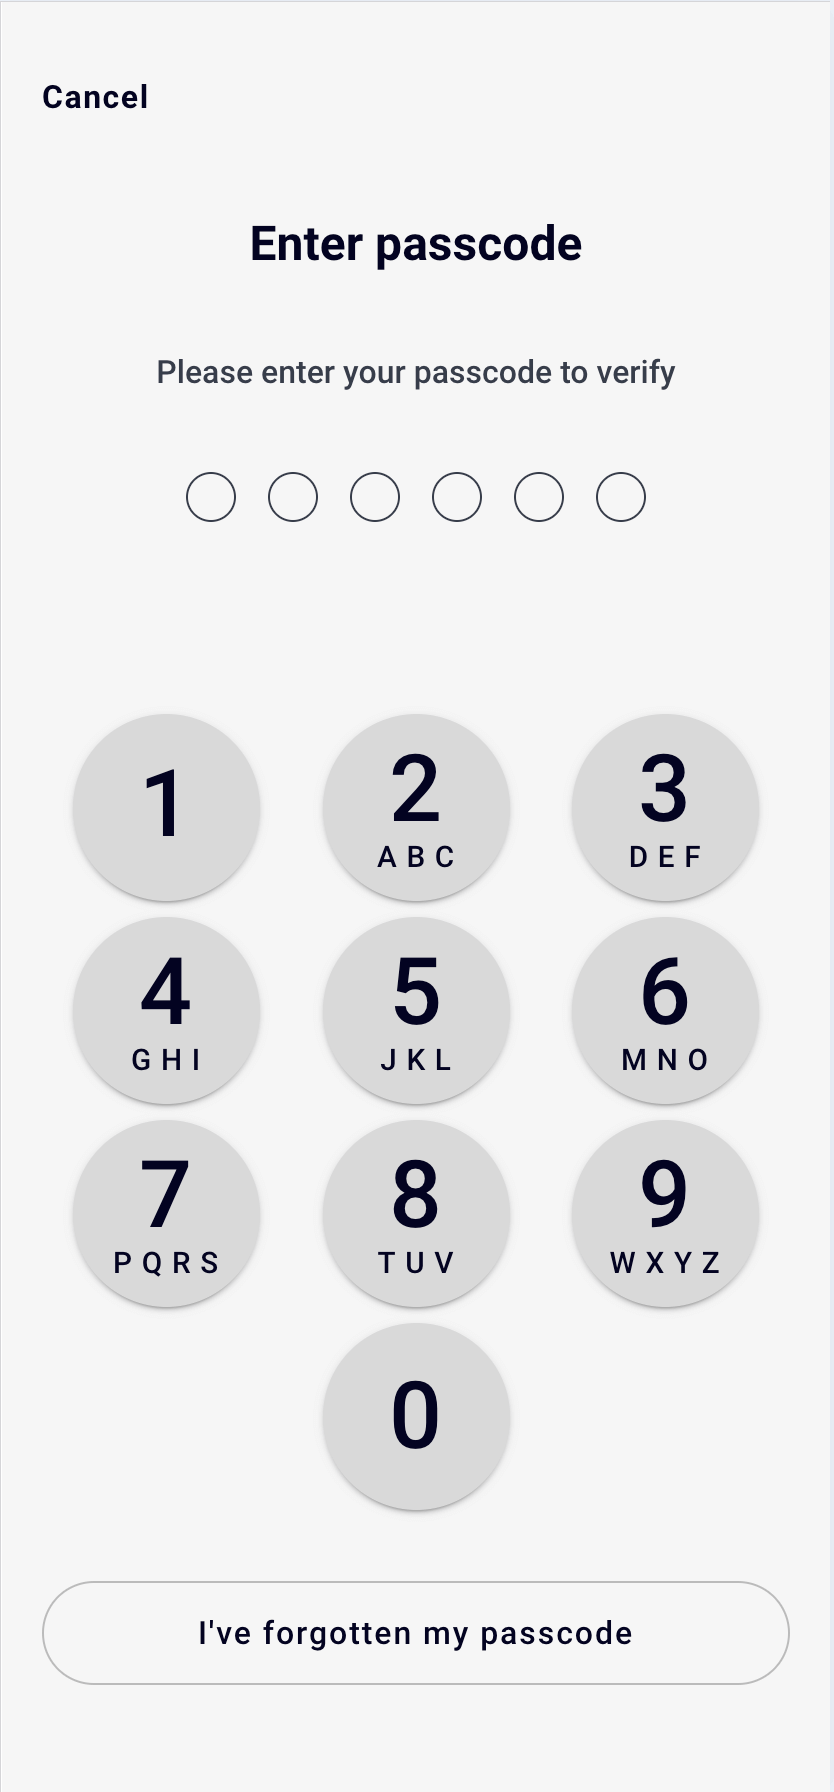 Cancel
Enter passcode
Please enter your passcode to verify
1 2 3
ABC DEF
4 5 6
GHI JKL MNO
7 8 9
PQRS TUV WXYZ
0
I've forgotten my passcode